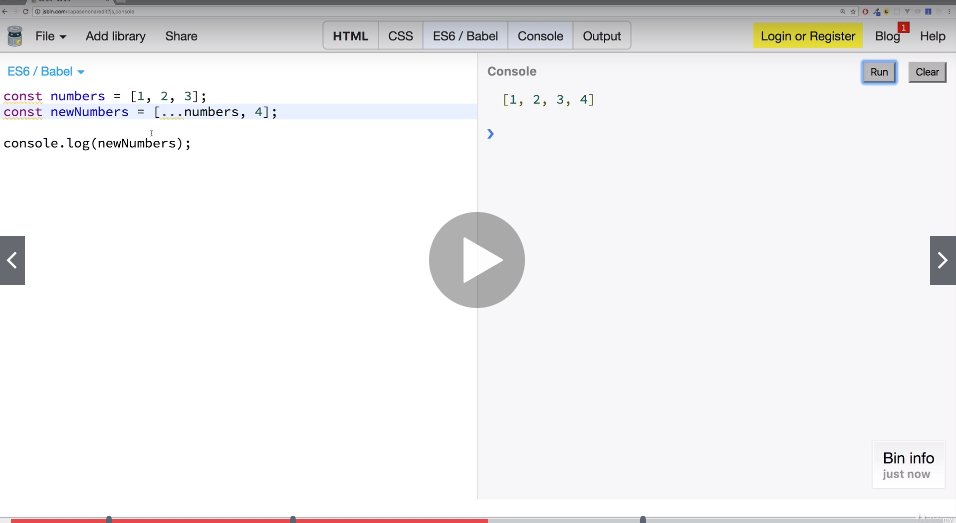 File Add library Share HTML CSS ES6 / Babel Console Output Login or Register Blog 1 Help
ES6 / Babel
const numbers = [1, 2, 3];
const newNumbers = [...numbers, 4];
console.log(newNumbers);
Console Run Clear
[1, 2, 3, 4]
Bin info
just now